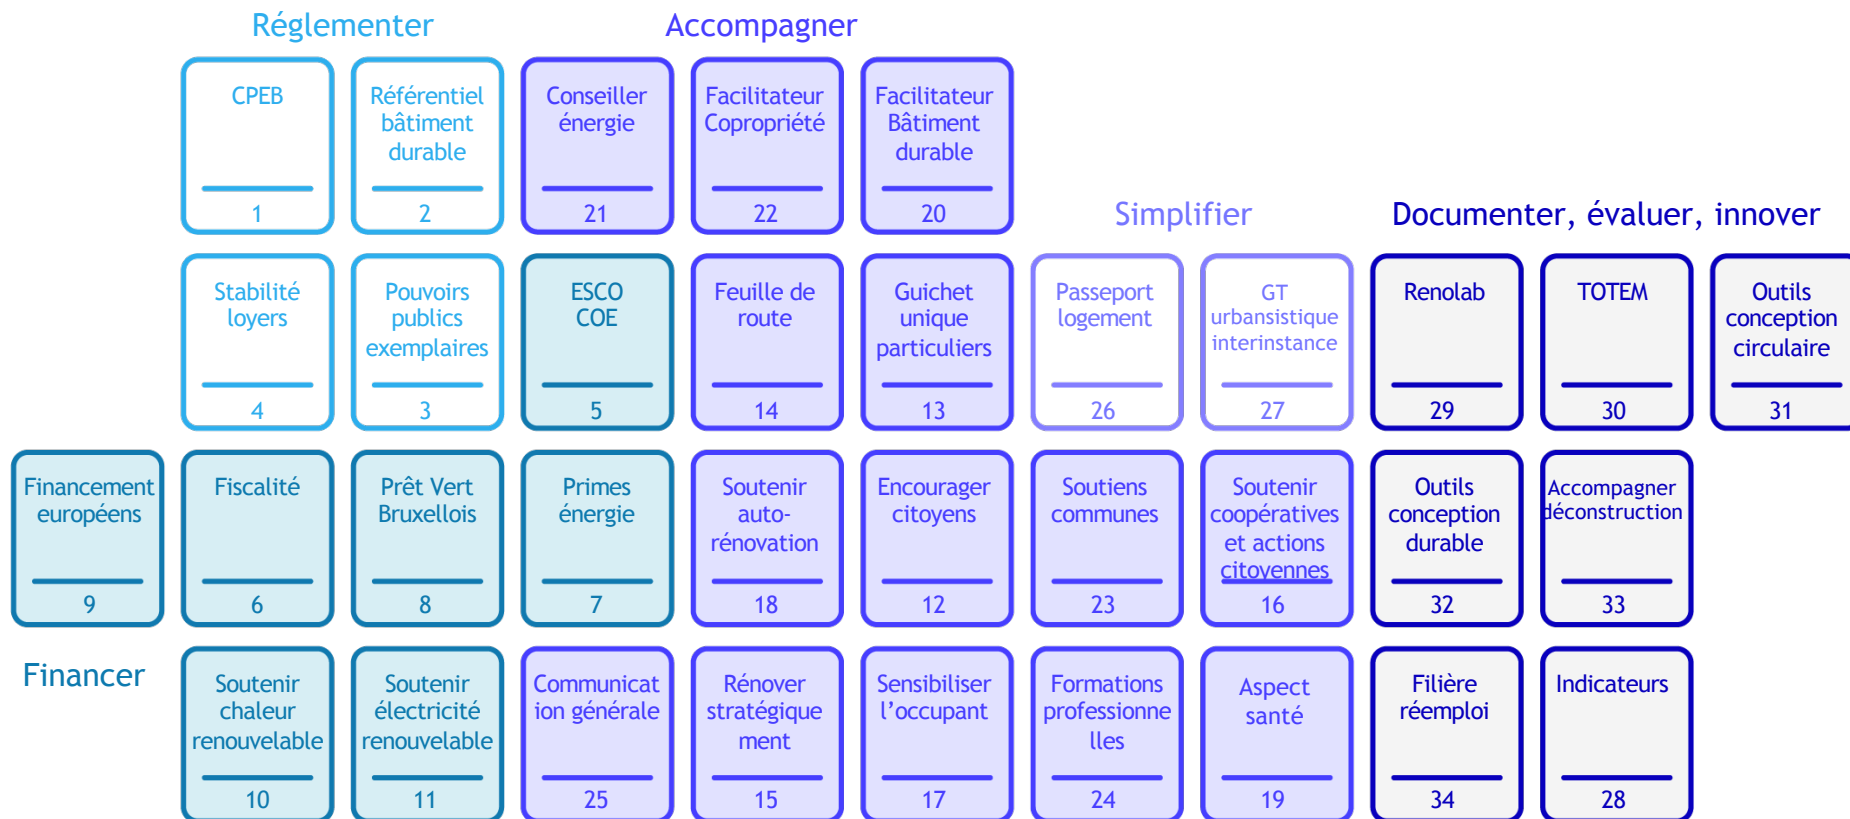 Réglementer
Accompagner
CPEB
1
Référentiel
bâtiment
durable
2
Conseiller
énergie
21
Facilitateur
Copropriété
22
Facilitateur
Bâtiment
durable
20
Simplifier
Documenter, évaluer, innover
Stabilité
loyers
4
Pouvoirs
publics
exemplaires
3
ESCO
COE
5
Feuille de
route
14
Guichet
unique
particuliers
13
Passeport
logement
26
GT
urbansistique
interinstance
27
Renolab
29
TOTEM
30
Outils
conception
circulaire
31
Financement
européens
9
Fiscalité
6
Prêt Vert
Bruxellois
8
Primes
énergie
7
Soutenir
auto-
rénovation
18
Encourager
citoyens
12
Soutiens
communes
23
Soutenir
coopératives
et actions
citoyennes
16
Outils
conception
durable
32
Accompagner
déconstruction
33
Financer
Soutenir
chaleur
renouvelable
10
Soutenir
électricité
renouvelable
11
Communicat
ion générale
25
Rénover
stratégique
ment
15
Sensibiliser
l’occupant
17
Formations
professionne
lles
24
Aspect
santé
19
Filière
réemploi
34
Indicateurs
28